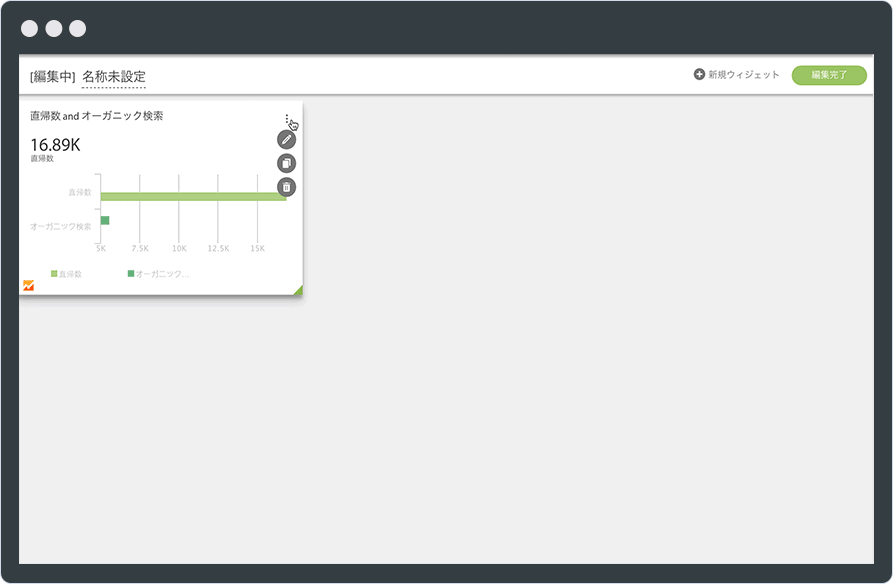 [編集中] 名称未設定
新規ウィジェット
編集完了
直帰数 and オーガニック検索
16.89K
直帰数
直帰数
オーガニック検索
5K 7.5K 10K 12.5K 15K
直帰数 オーガニック...